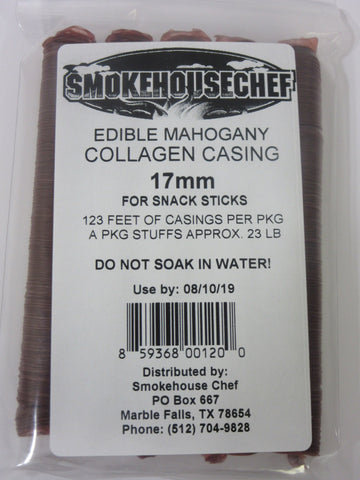 SMOKEHOUSECHEF
EDIBLE MAHOGANY
COLLAGEN CASING
17mm
FOR SNACK STICKS
123 FEET OF CASINGS PER PKG
A PKG STUFFS APPROX. 23 LB
DO NOT SOAK IN WATER!
Use by: 08/10/19
8 59368 00120 0
Distributed by:
Smokehouse Chef
PO Box 667
Marble Falls, TX 78654
Phone: (512) 704-9828